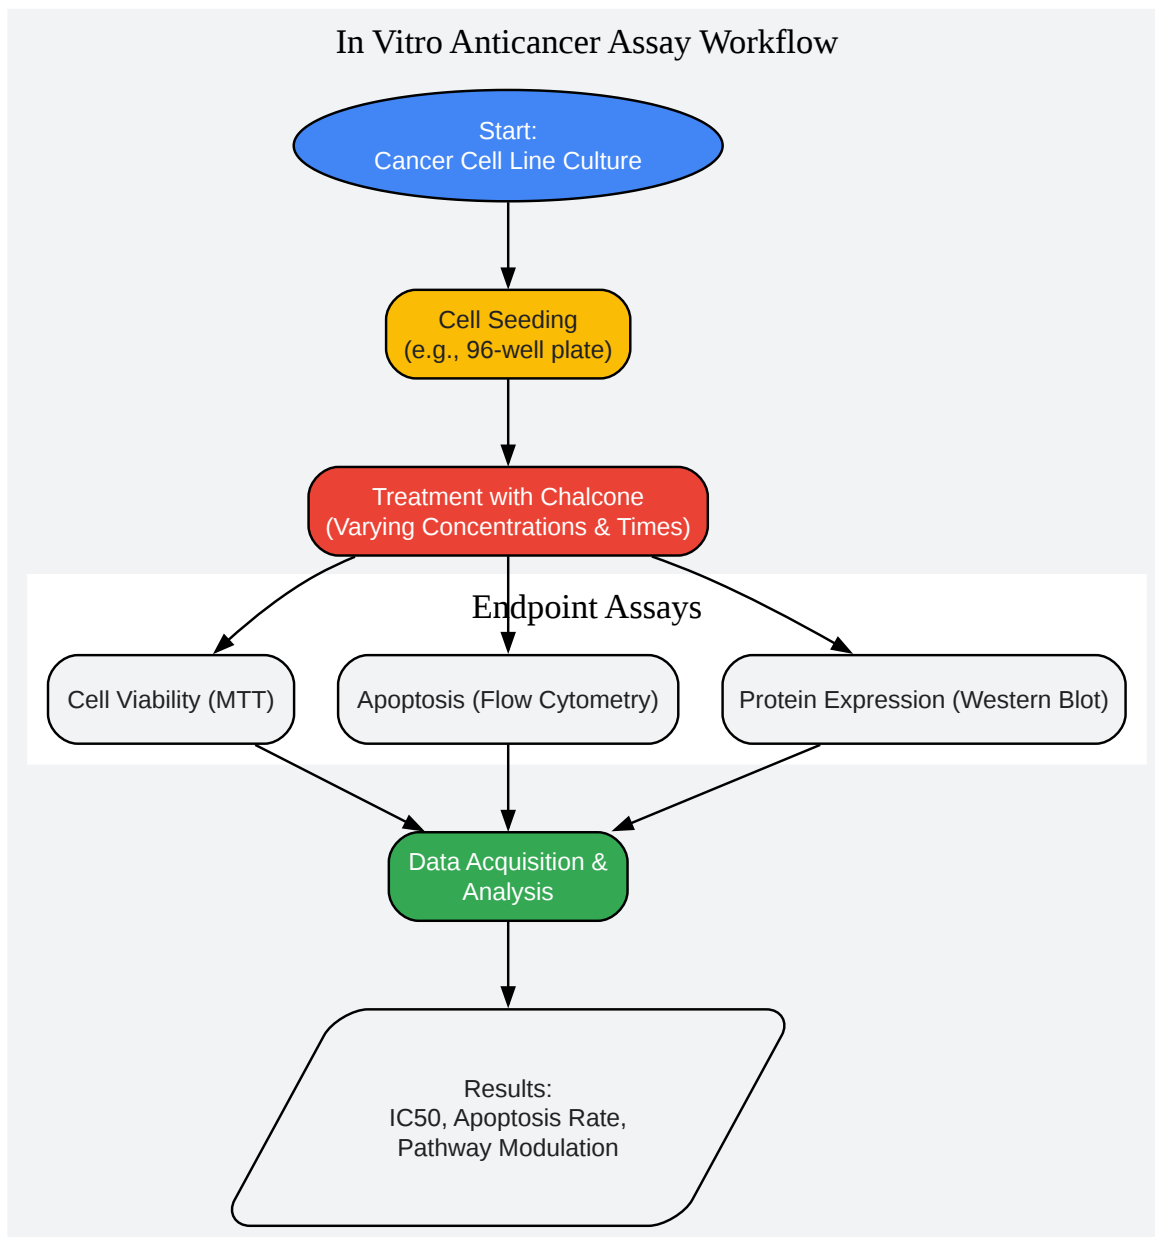 In Vitro Anticancer Assay Workflow
Start:
Cancer Cell Line Culture
Cell Seeding
(e.g., 96-well plate)
Treatment with Chalcone
(Varying Concentrations & Times)
Endpoint Assays
Cell Viability (MTT)
Apoptosis (Flow Cytometry)
Protein Expression (Western Blot)
Data Acquisition &
Analysis
Results:
IC50, Apoptosis Rate,
Pathway Modulation